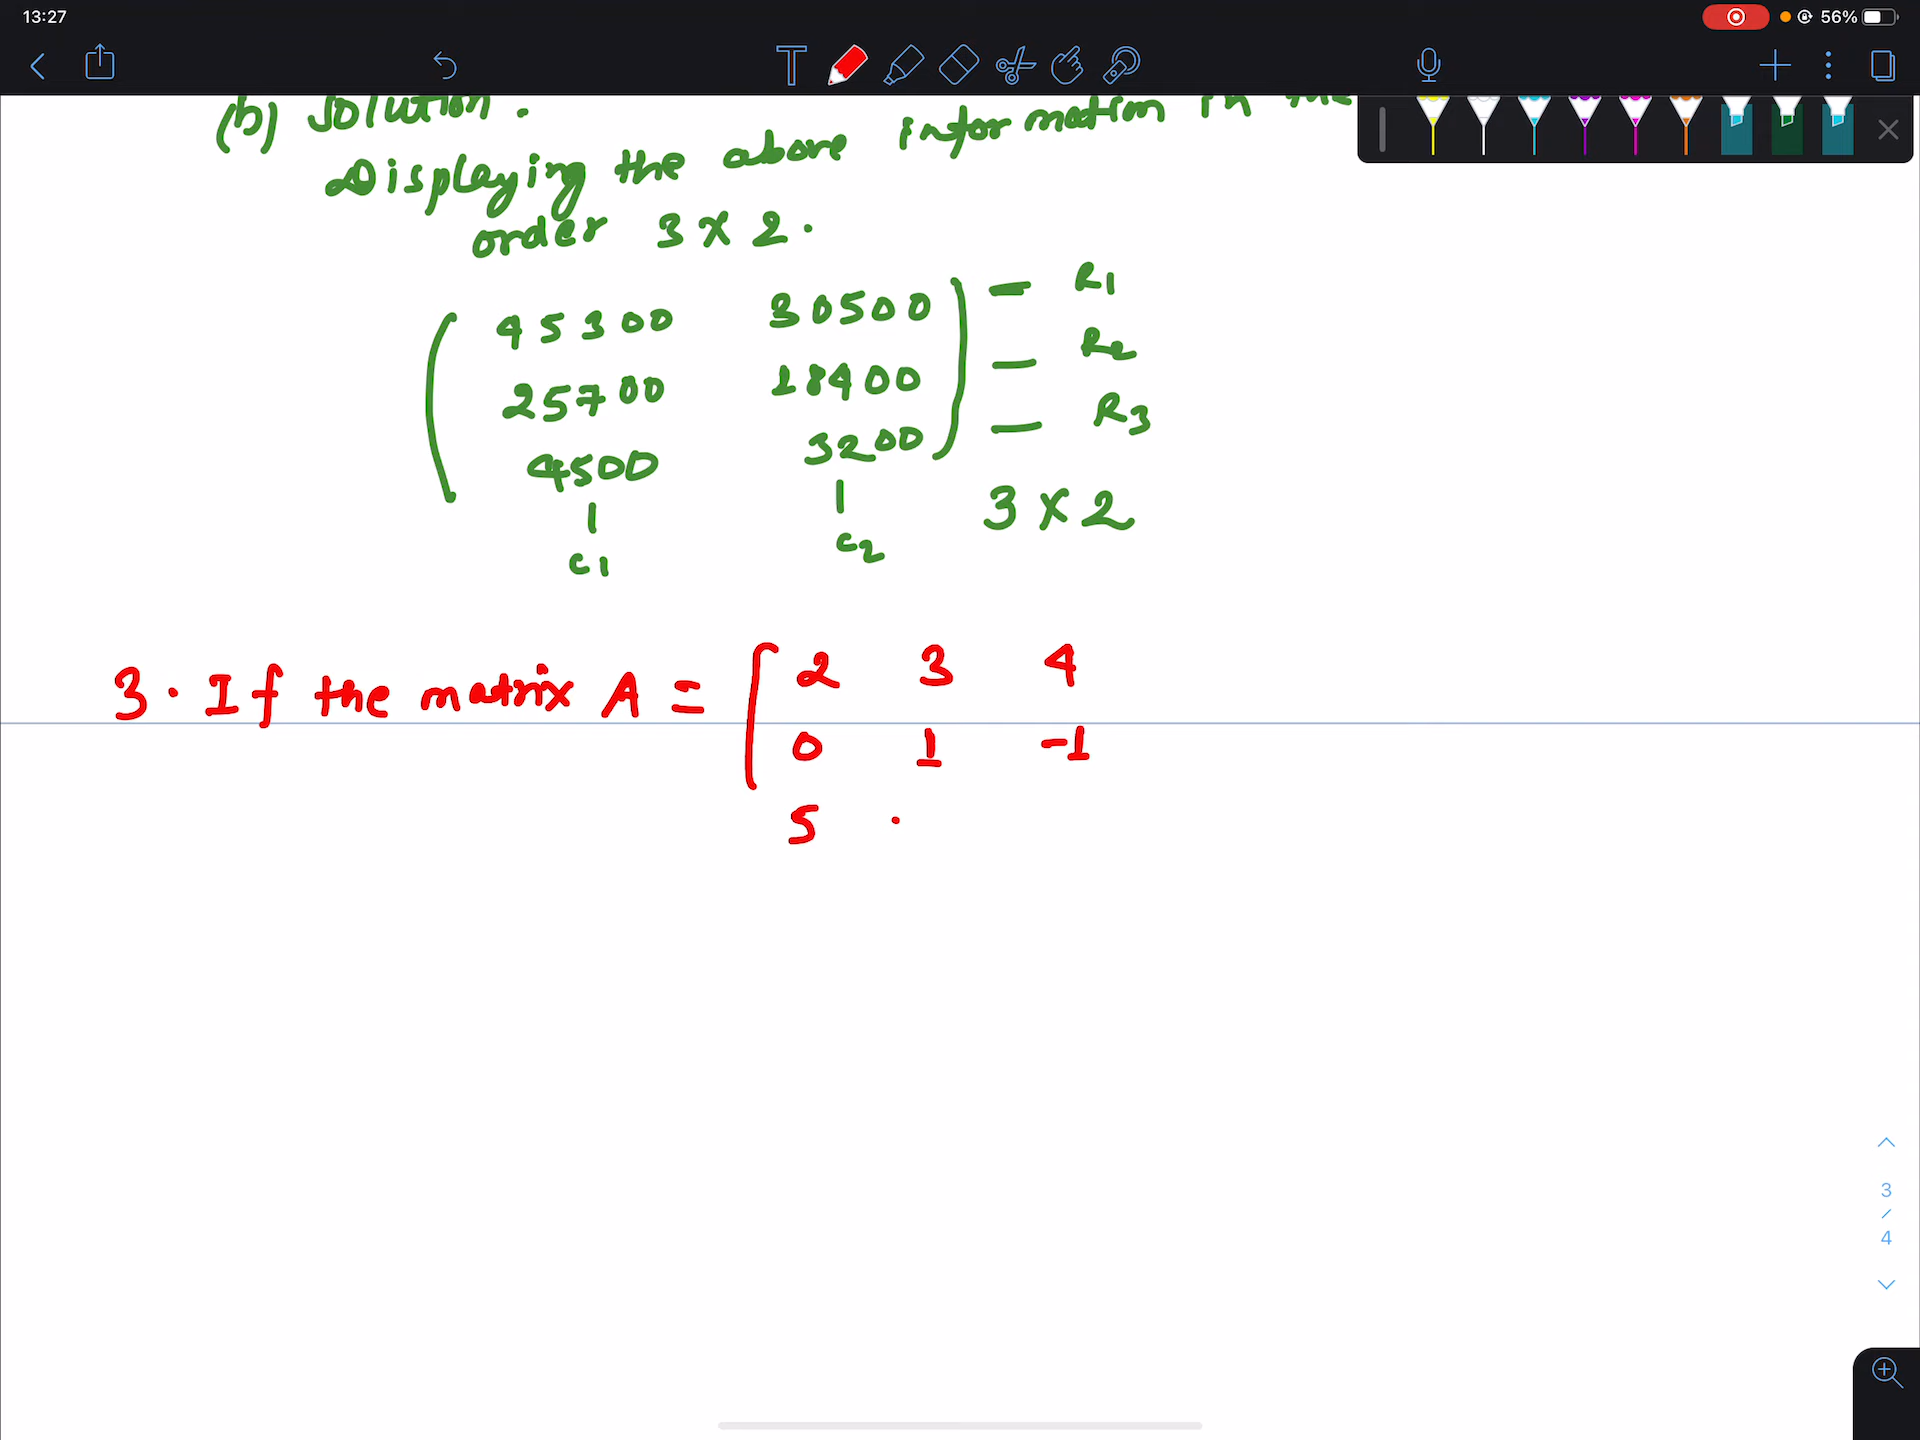 13:27
56%
(b) Solution.
Displaying the above information in the
order 3 x 2.
45300 30500 — R1
25700 18400 — R2
4500 3200 — R3
3 x 2
C1 C2
3. If the matrix A = [ 2 3 4
0 1 -1
5 .
3
/
4